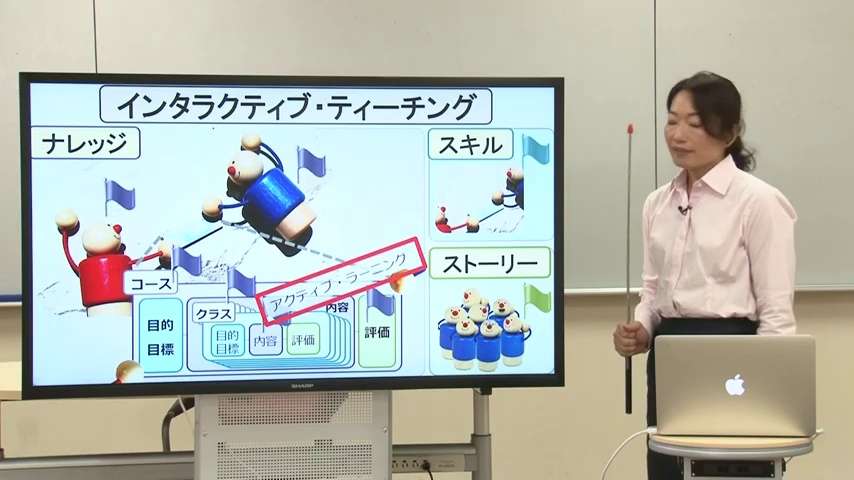 インタラクティブ・ティーチング
ナレッジ
スキル
ストーリー
アクティブ・ラーニング
コース
目的
目標
クラス
目的
目標
内容
評価
内容
評価
SHARP